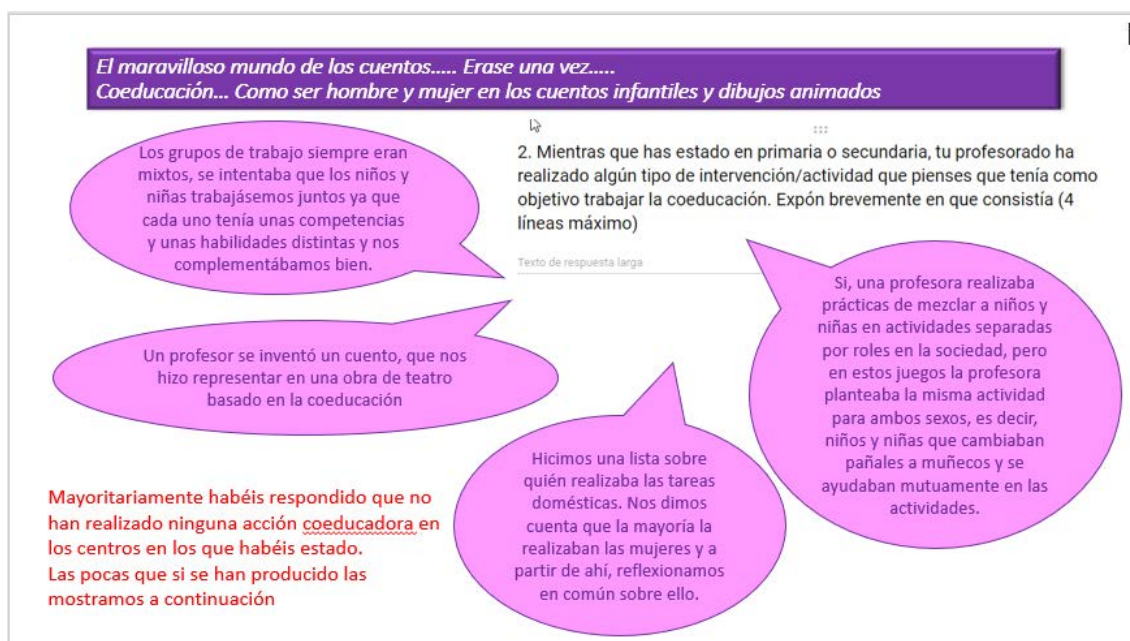 El maravilloso mundo de los cuentos..... Erase una vez.....
Coeducación... Como ser hombre y mujer en los cuentos infantiles y dibujos animados
Los grupos de trabajo siempre eran
mixtos, se intentaba que los niños y
niñas trabajásemos juntos ya que
cada uno tenía unas competencias
y unas habilidades distintas y nos
complementábamos bien.
2. Mientras que has estado en primaria o secundaria, tu profesorado ha
realizado algún tipo de intervención/actividad que pienses que tenía como
objetivo trabajar la coeducación. Expón brevemente en que consistía (4
líneas máximo)
Texto de respuesta larga
Si, una profesora realizaba
prácticas de mezclar a niños y
niñas en actividades separadas
por roles en la sociedad, pero
en estos juegos la profesora
planteaba la misma actividad
para ambos sexos, es decir,
niños y niñas que cambiaban
pañales a muñecos y se
ayudaban mutuamente en las
actividades.
Un profesor se inventó un cuento, que nos
hizo representar en una obra de teatro
basado en la coeducación
Hicimos una lista sobre
quién realizaba las tareas
domésticas. Nos dimos
cuenta que la mayoría la
realizaban las mujeres y a
partir de ahí, reflexionamos
en común sobre ello.
Mayoritariamente habéis respondido que no
han realizado ninguna acción coeducadora en
los centros en los que habéis estado.
Las pocas que si se han producido las
mostramos a continuación